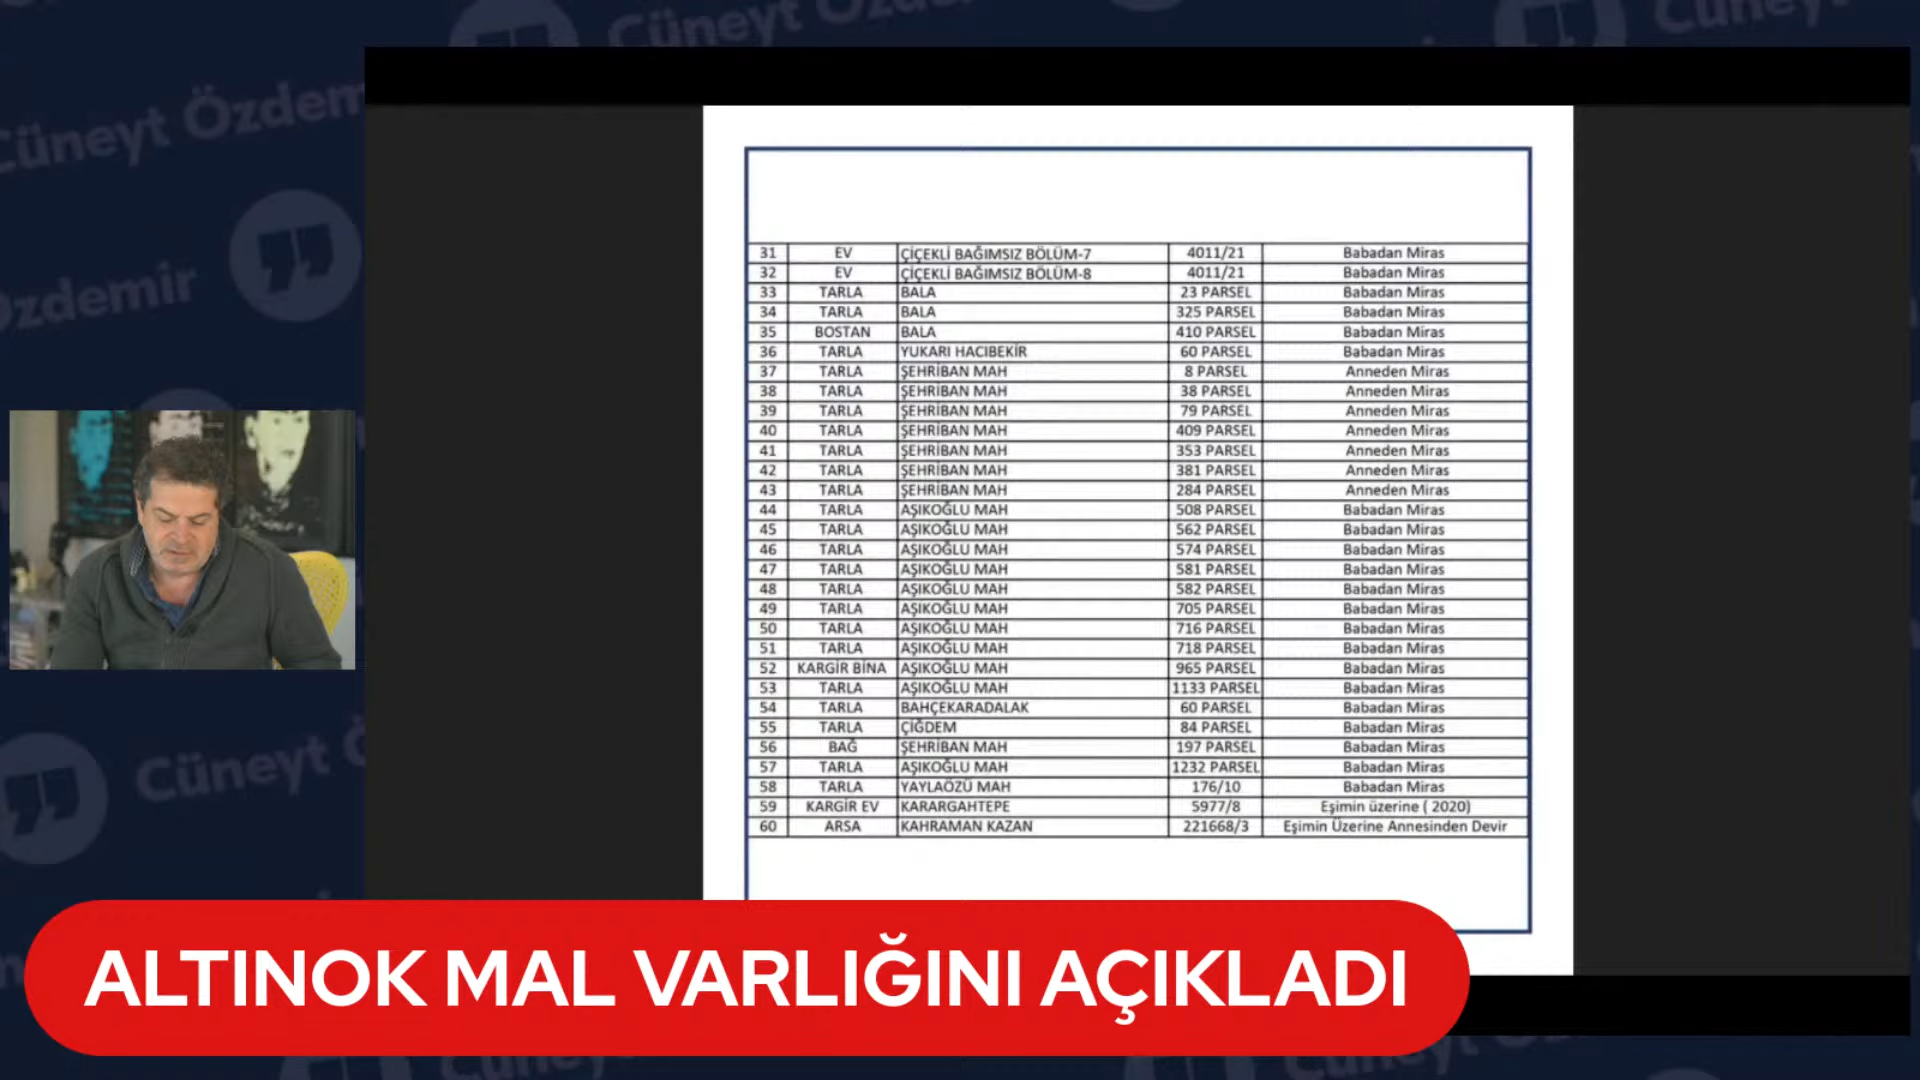 Cüneyt Özdemir
Cüneyt
Cüneyt Özdem
Özdemir
Cüneyt Ö
31 EV ÇİÇEKLİ BAĞIMSIZ BÖLÜM-7 4011/21 Babadan Miras
32 EV ÇİÇEKLİ BAĞIMSIZ BÖLÜM-8 4011/21 Babadan Miras
33 TARLA BALA 23 PARSEL Babadan Miras
34 TARLA BALA 325 PARSEL Babadan Miras
35 BOSTAN BALA 410 PARSEL Babadan Miras
36 TARLA YUKARI HACIBEKİR 60 PARSEL Babadan Miras
37 TARLA ŞEHRİBAN MAH 8 PARSEL Anneden Miras
38 TARLA ŞEHRİBAN MAH 38 PARSEL Anneden Miras
39 TARLA ŞEHRİBAN MAH 79 PARSEL Anneden Miras
40 TARLA ŞEHRİBAN MAH 409 PARSEL Anneden Miras
41 TARLA ŞEHRİBAN MAH 353 PARSEL Anneden Miras
42 TARLA ŞEHRİBAN MAH 381 PARSEL Anneden Miras
43 TARLA ŞEHRİBAN MAH 284 PARSEL Anneden Miras
44 TARLA AŞIKOĞLU MAH 508 PARSEL Babadan Miras
45 TARLA AŞIKOĞLU MAH 562 PARSEL Babadan Miras
46 TARLA AŞIKOĞLU MAH 574 PARSEL Babadan Miras
47 TARLA AŞIKOĞLU MAH 581 PARSEL Babadan Miras
48 TARLA AŞIKOĞLU MAH 582 PARSEL Babadan Miras
49 TARLA AŞIKOĞLU MAH 705 PARSEL Babadan Miras
50 TARLA AŞIKOĞLU MAH 716 PARSEL Babadan Miras
51 TARLA AŞIKOĞLU MAH 718 PARSEL Babadan Miras
52 KARGİR BİNA AŞIKOĞLU MAH 965 PARSEL Babadan Miras
53 TARLA AŞIKOĞLU MAH 1133 PARSEL Babadan Miras
54 TARLA BAHÇEKARADALAK 60 PARSEL Babadan Miras
55 TARLA ÇİĞDEM 84 PARSEL Babadan Miras
56 BAĞ ŞEHRİBAN MAH 197 PARSEL Babadan Miras
57 TARLA AŞIKOĞLU MAH 1232 PARSEL Babadan Miras
58 TARLA YAYLAÖZÜ MAH 176/10 Babadan Miras
59 KARGİR EV KARARGAHTEPE 5977/8 Eşimin üzerine ( 2020)
60 ARSA KAHRAMAN KAZAN 221668/3 Eşimin Üzerine Annesinden Devir
ALTINOK MAL VARLIĞINI AÇIKLADI